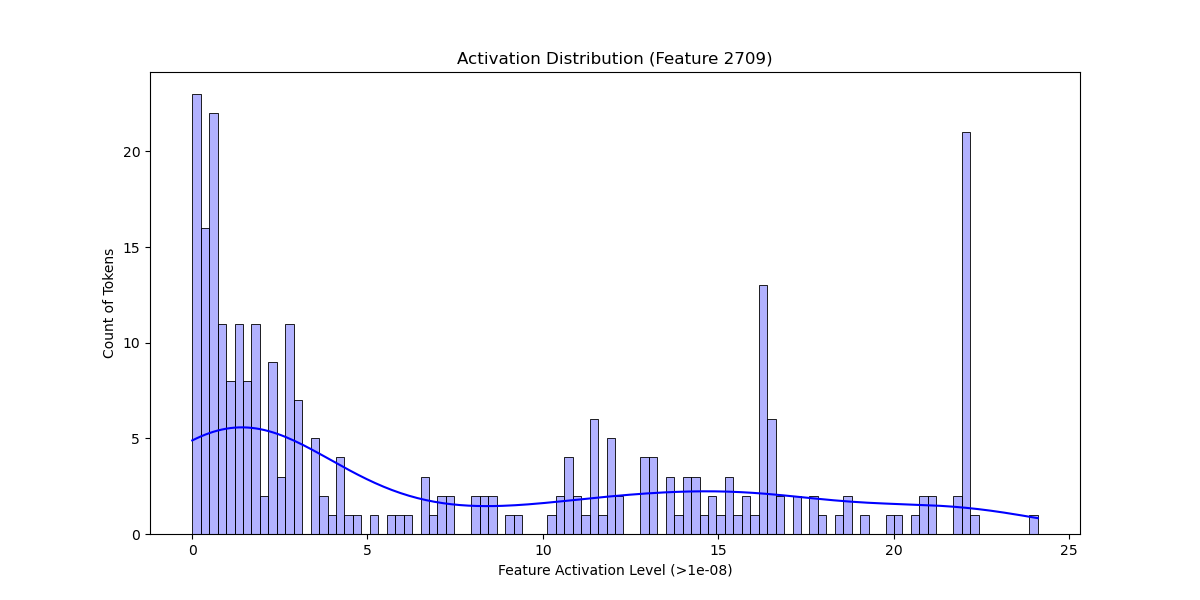 Activation Distribution (Feature 2709)
Count of Tokens
20
15
10
5
0
0 5 10 15 20 25
Feature Activation Level (>1e-08)